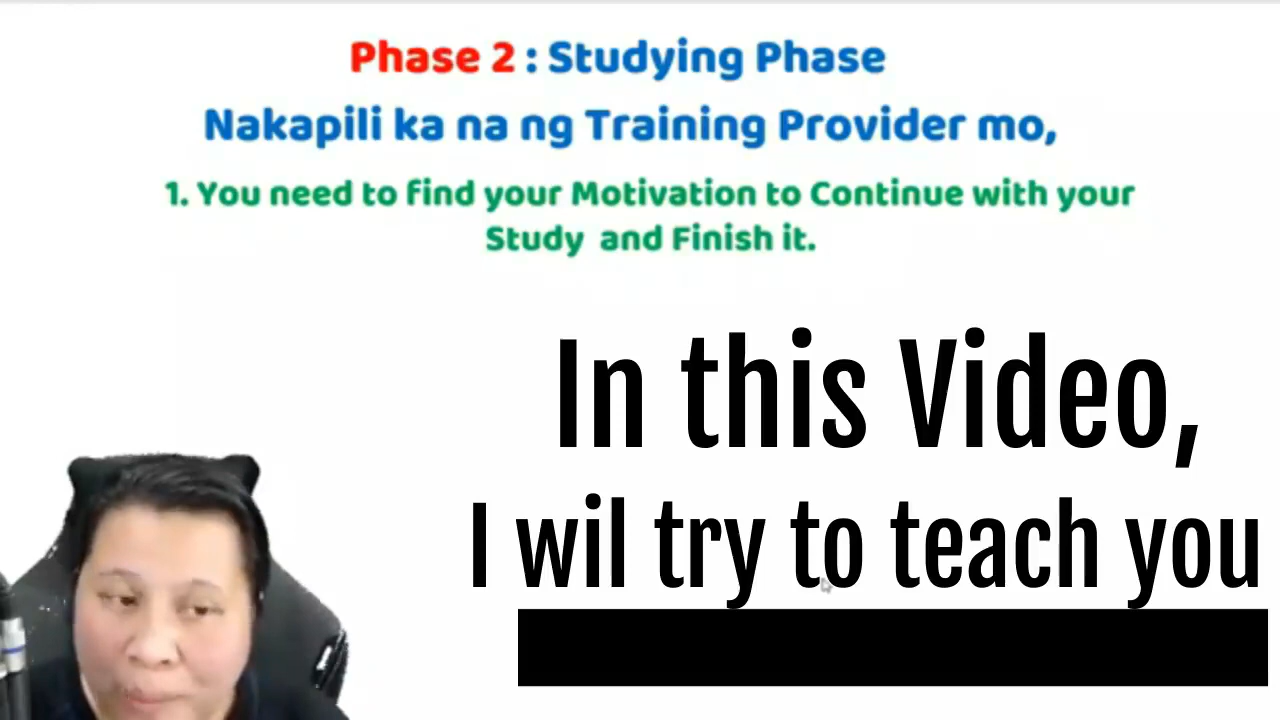 Phase 2 : Studying Phase
Nakapili ka na ng Training Provider mo,
1. You need to find your Motivation to Continue with your
Study and Finish it.
In this Video,
I wil try to teach you